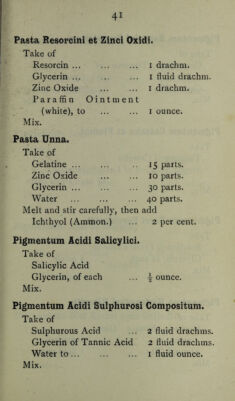 41
Pasta Resorcini et Zinci Oxidi.
Take of
Resorcin ... ... ... 1 drachm.
Glycerin ... ... ... 1 fluid drachm.
Zinc Oxide ... ... 1 drachm.
Paraffin Ointment
(white), to ... ... 1 ounce.
Mix.
Pasta Unna.
Take of
Gelatine ... ... .. 15 parts.
Zinc Oxide ... ... 10 parts.
Glycerin ... ... ... 30 parts.
Water ... ... ... 40 parts.
Melt and stir carefully, then add
Ichthyol (Ammon.) ... 2 per cent.
Pigmentum Acidi Salicylici.
Take of
Salicylic Acid
Glycerin, of each ... ½ ounce.
Mix.
Pigmentum Acidi Sulphurosi Compositum.
Take of
Sulphurous Acid ... 2 fluid drachms.
Glycerin of Tannic Acid 2 fluid drachms.
Water to ... ... ... 1 fluid ounce.
Mix.